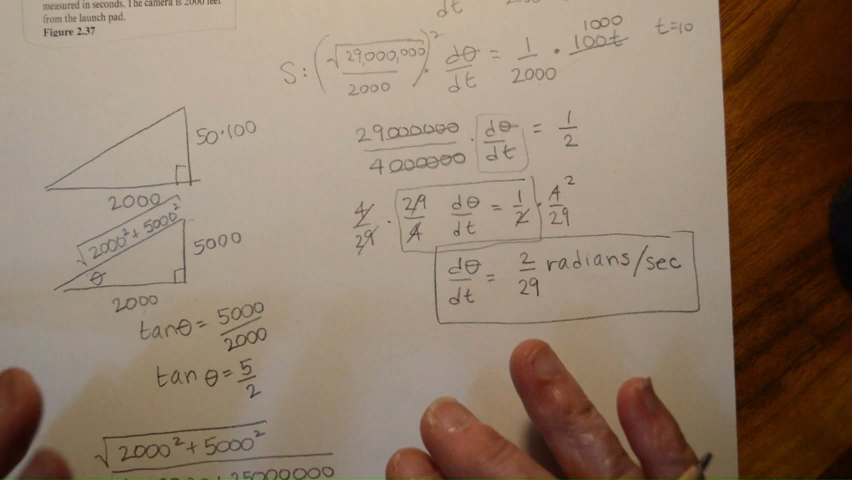 measured in seconds. The camera is 2000 feet
from the launch pad.
Figure 2.37
dt
S: (√29,000,000/2000)² · dθ/dt = 1/2000 · 100t 1000 t=10
29000000/4000000 · dθ/dt = 1/2
4/29 · 29/4 dθ/dt = 1/2 · 4/29 2
dθ/dt = 2/29 radians/sec
50·100
2000
√2000²+5000²
5000
θ
2000
tanθ = 5000/2000
tan θ = 5/2
√2000²+5000²
25000000